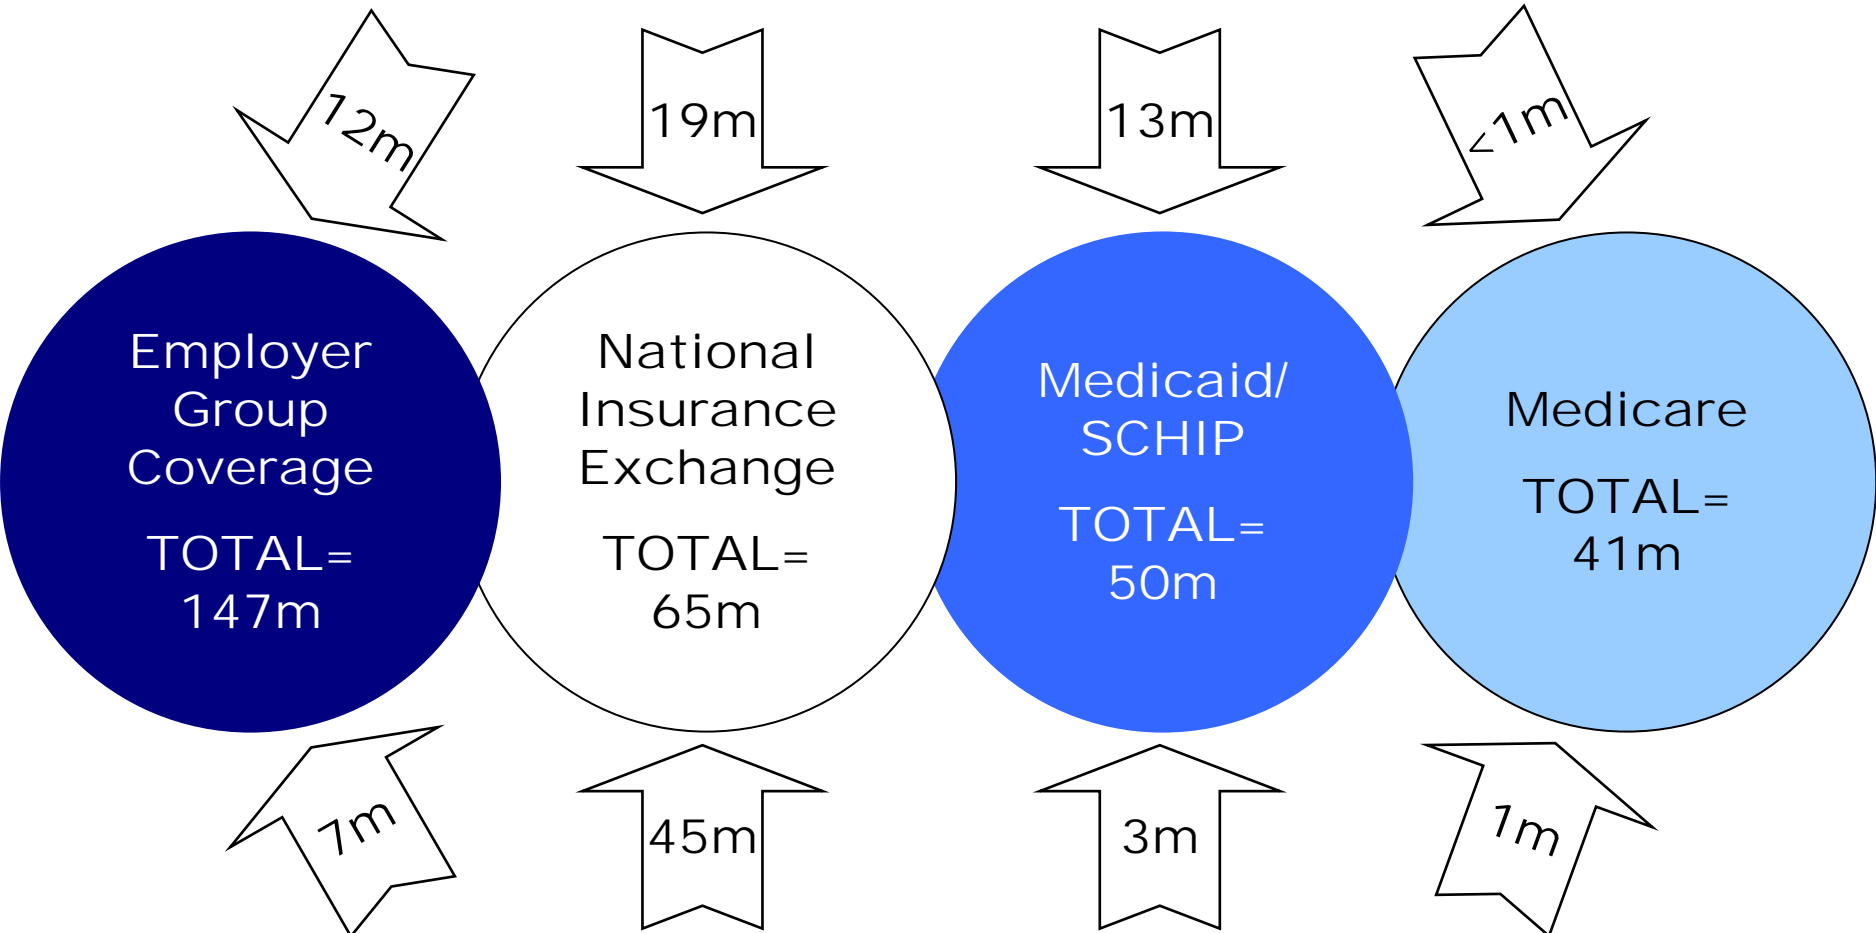 12m
19m
13m
<1m
Employer
Group
Coverage
TOTAL=
147m
National
Insurance
Exchange
TOTAL=
65m
Medicaid/
SCHIP
TOTAL=
50m
Medicare
TOTAL=
41m
7m
45m
3m
1m